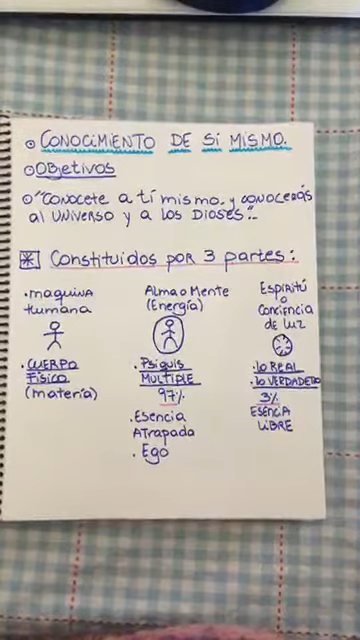 ⊙ CONOCIMIENTO DE SI MISMO.
⊙ OBJetivos
⊙ "CONOCETE a tí mismo y conocerás
al UNIVERSO y a los DIOSES"..
Constituidos por 3 partes:
• maquina
Humana
• CUERPO
Físico
(materia)
Alma o Mente
(Energía)
• Psiquis
MULTIPLE
97%
• Esencia
ATrapada
• Ego
Espiritú
o
Conciencia
de luz
• lo REAL
• lo VERDADERO
3%
ESENCIA
LIBRE